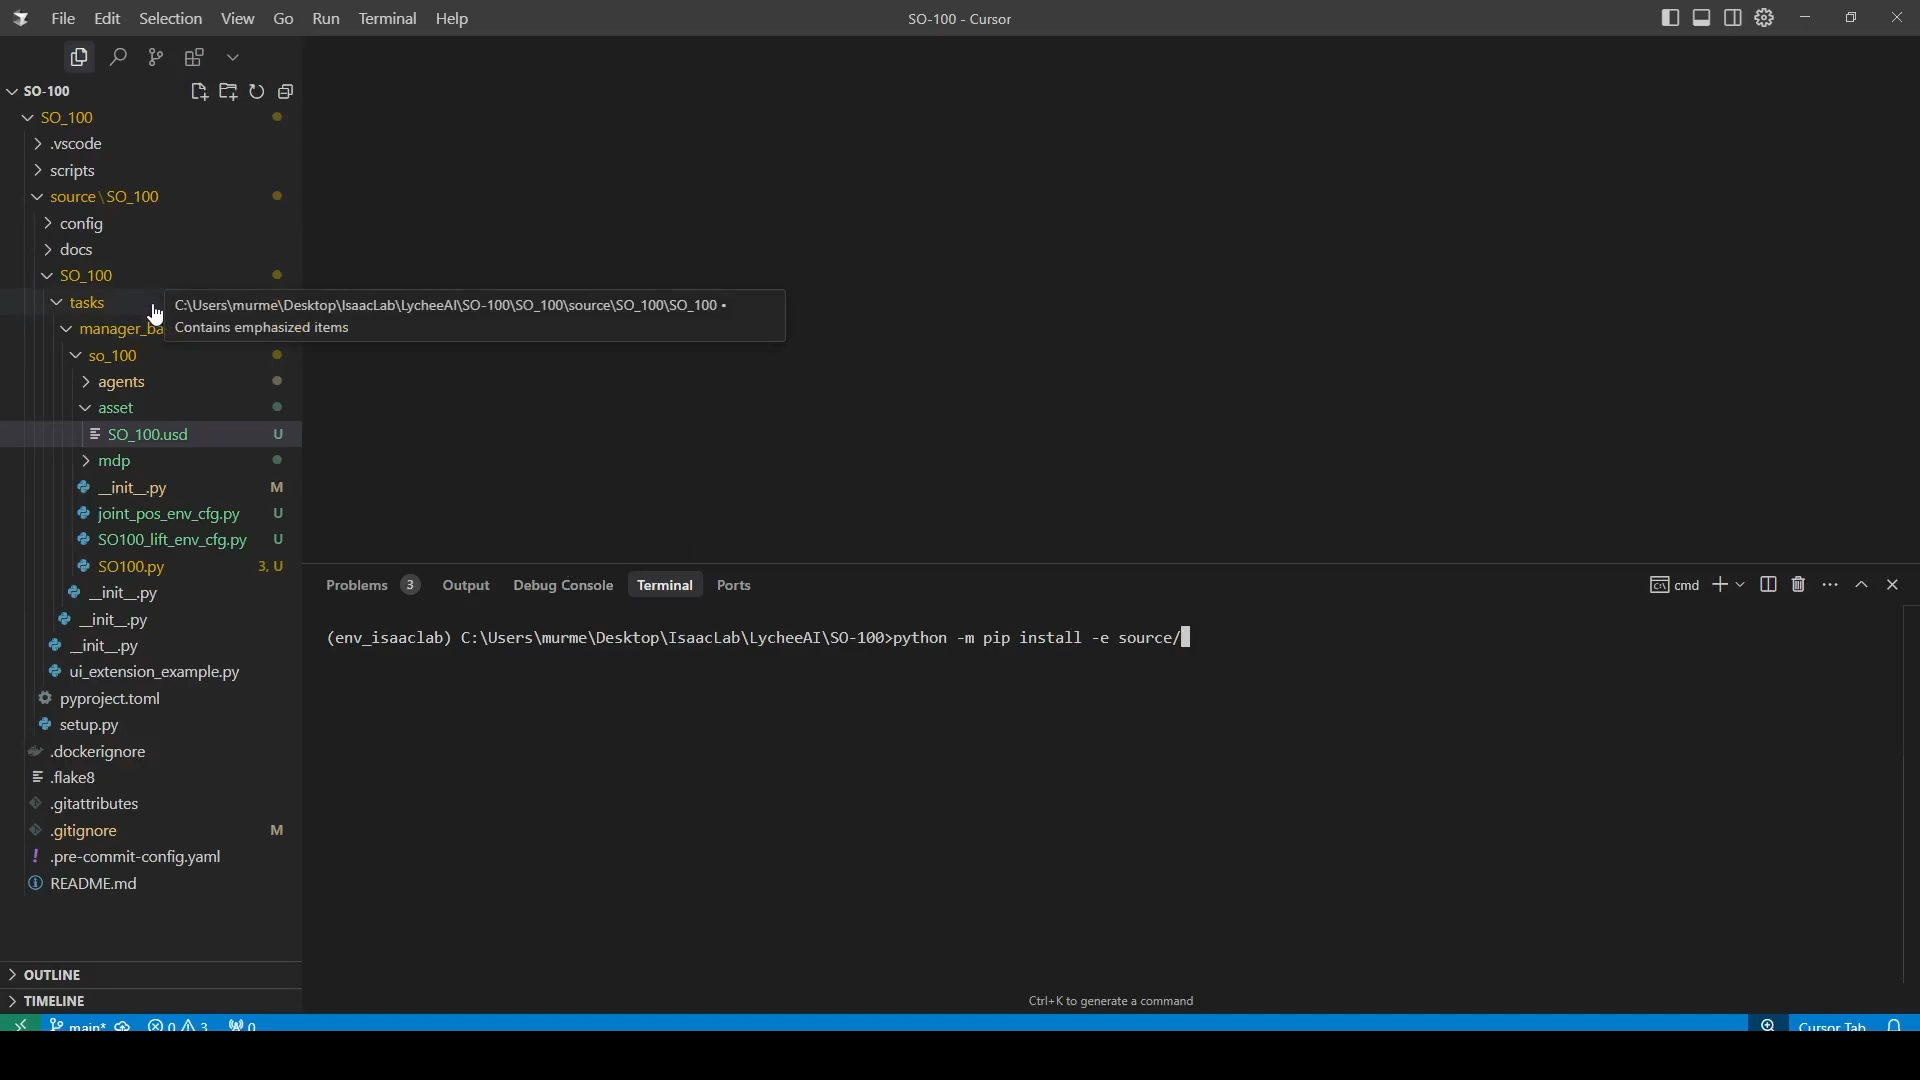 File Edit Selection View Go Run Terminal Help
SO-100 - Cursor
SO-100
SO_100
.vscode
scripts
source\SO_100
config
docs
SO_100
tasks
C:\Users\murme\Desktop\IsaacLab\LycheeAI\SO-100\SO_100\source\SO_100\SO_100 •
Contains emphasized items
manager_ba
so_100
agents
asset
SO_100.usd U
mdp
__init__.py M
joint_pos_env_cfg.py U
SO100_lift_env_cfg.py U
SO100.py 3, U
__init__.py
__init__.py
__init__.py
ui_extension_example.py
pyproject.toml
setup.py
.dockerignore
.flake8
.gitattributes
.gitignore M
.pre-commit-config.yaml
README.md
OUTLINE
TIMELINE
Problems 3 Output Debug Console Terminal Ports
cmd
(env_isaaclab) C:\Users\murme\Desktop\IsaacLab\LycheeAI\SO-100>python -m pip install -e source/
Ctrl+K to generate a command
main* 0 3 0
Cursor Tab